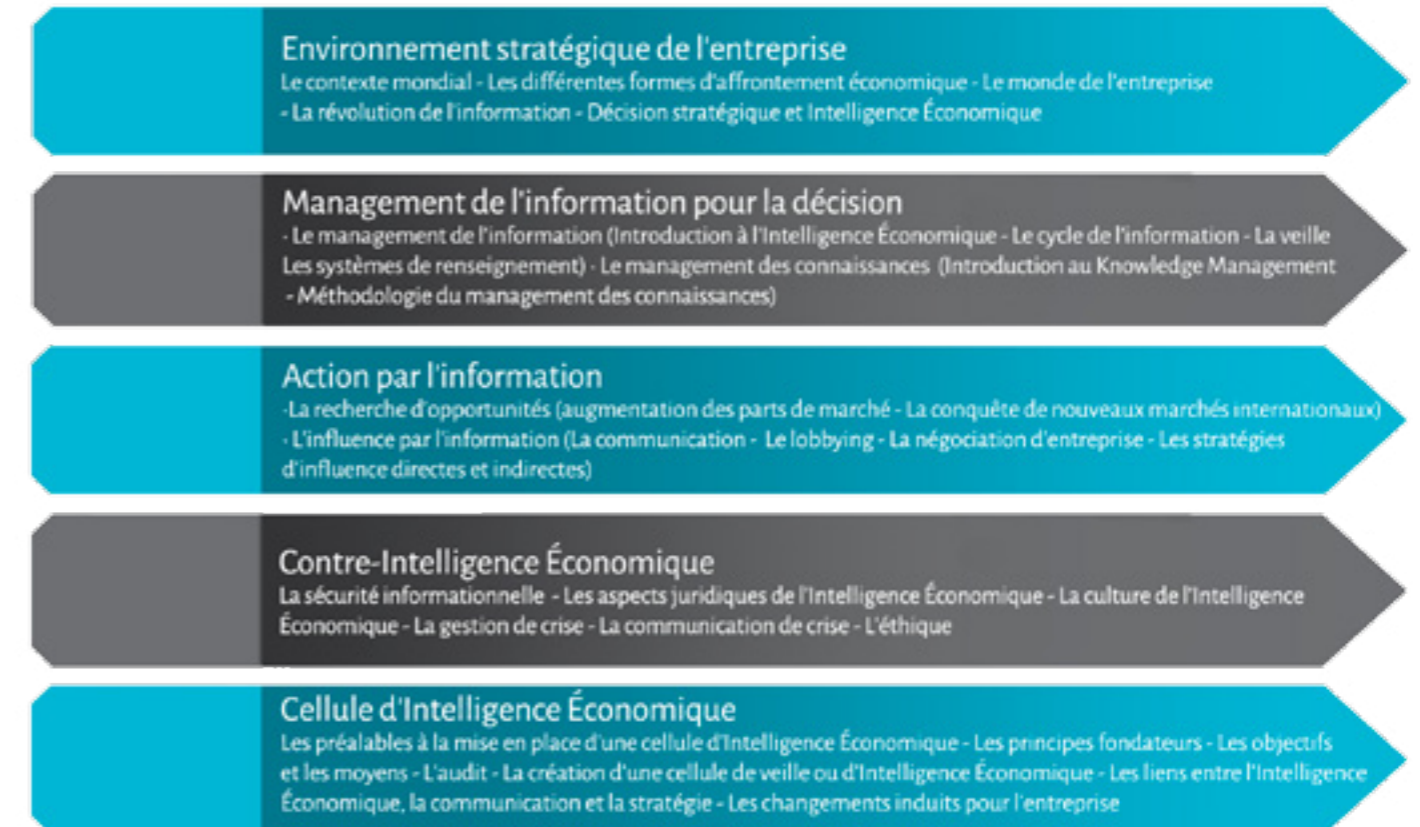 Environnement stratégique de l'entreprise
Le contexte mondial - Les différentes formes d'affrontement économique - Le monde de l'entreprise
- La révolution de l'information - Décision stratégique et Intelligence Économique
Management de l'information pour la décision
· Le management de l'information (Introduction à l'Intelligence Économique - Le cycle de l'information - La veille
Les systèmes de renseignement) · Le management des connaissances (Introduction au Knowledge Management
- Méthodologie du management des connaissances)
Action par l'information
·La recherche d'opportunités (augmentation des parts de marché - La conquête de nouveaux marchés internationaux)
· L'influence par l'information (La communication - Le lobbying - La négociation d'entreprise - Les stratégies
d'influence directes et indirectes)
Contre-Intelligence Économique
La sécurité informationnelle - Les aspects juridiques de l'Intelligence Économique - La culture de l'Intelligence
Économique - La gestion de crise - La communication de crise - L'éthique
Cellule d'Intelligence Économique
Les préalables à la mise en place d'une cellule d'Intelligence Économique - Les principes fondateurs - Les objectifs
et les moyens - L'audit - La création d'une cellule de veille ou d'Intelligence Économique - Les liens entre l'Intelligence
Économique, la communication et la stratégie - Les changements induits pour l'entreprise